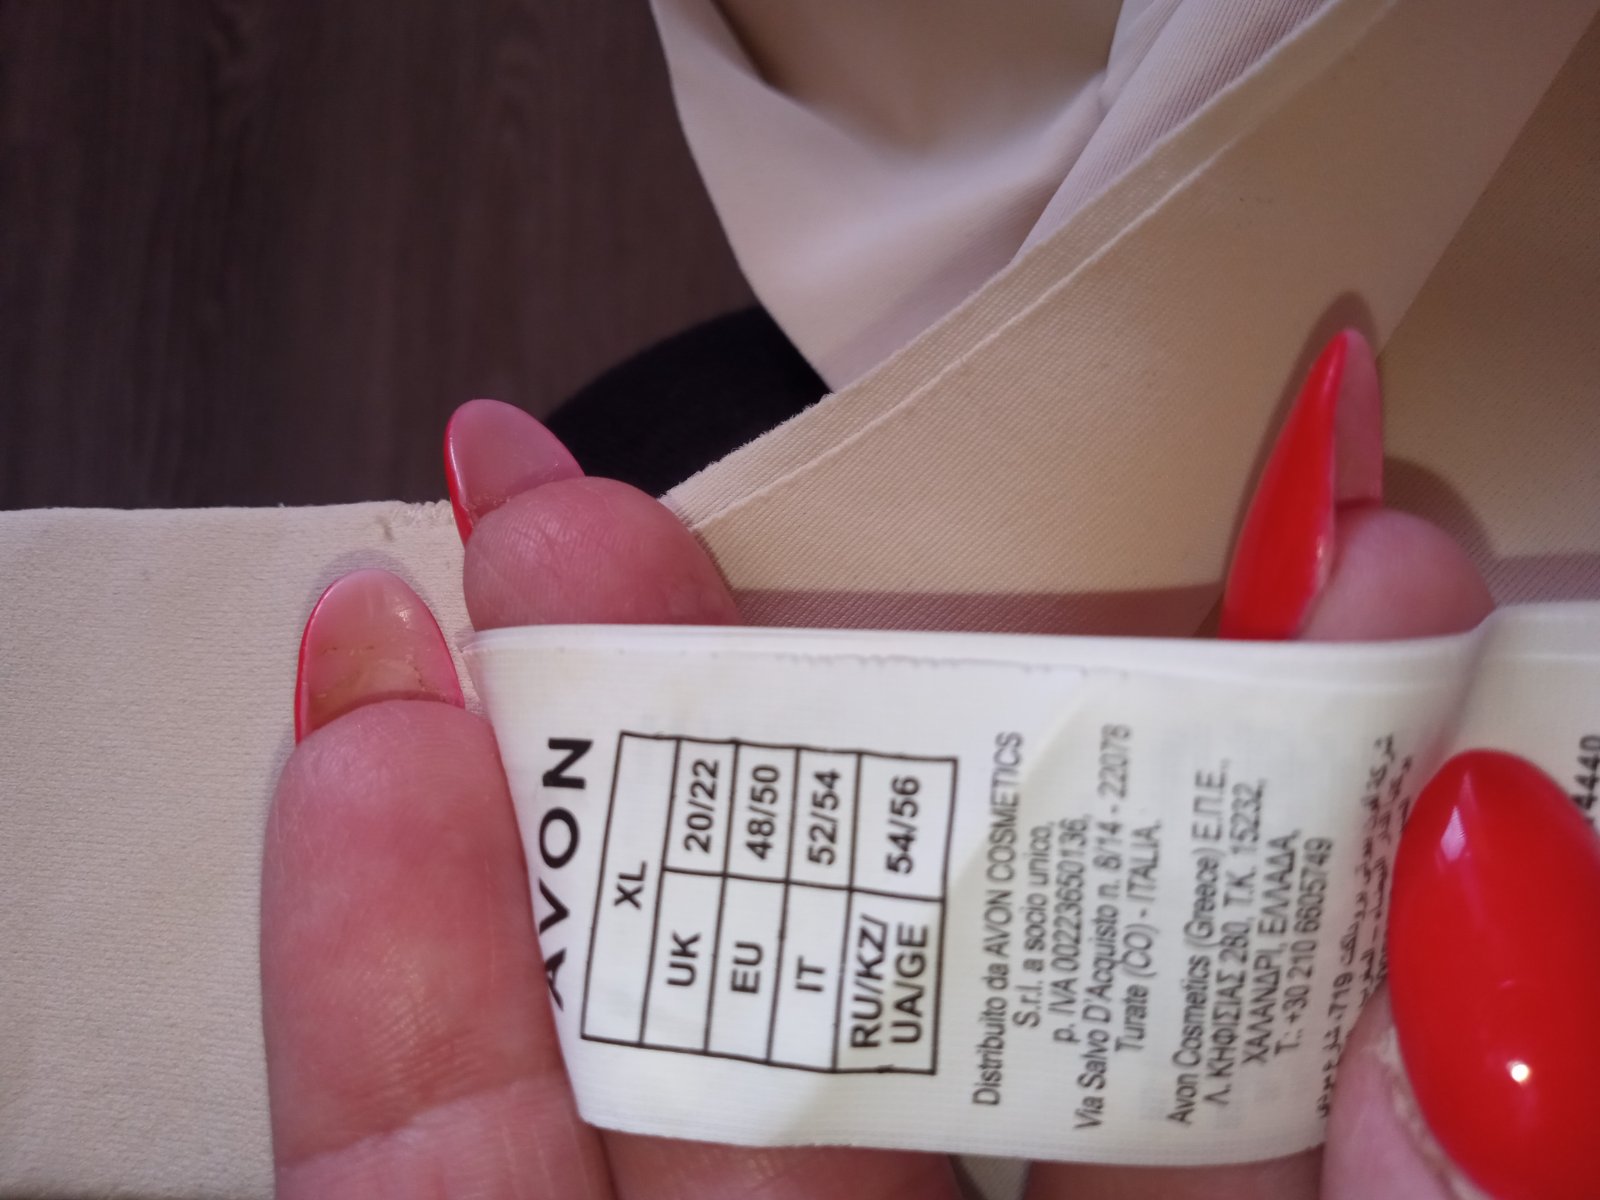 AVON
XL
UK 20/22
EU 48/50
IT 52/54
RU/KZ/
UA/GE 54/56
Distribuito da AVON COSMETICS
S.r.l. a socio unico,
p. IVA 00223650136,
Via Salvo D'Acquisto n. 8/14 - 22078
Turate (CO) - ITALIA.
Avon Cosmetics (Greece) Ε.Π.Ε.,
Λ. ΚΗΦΙΣΙΑΣ 280, Τ.Κ. 15232,
ΧΑΛΑΝΔΡΙ, ΕΛΛΑΔΑ,
Τ.: +30 210 6605749